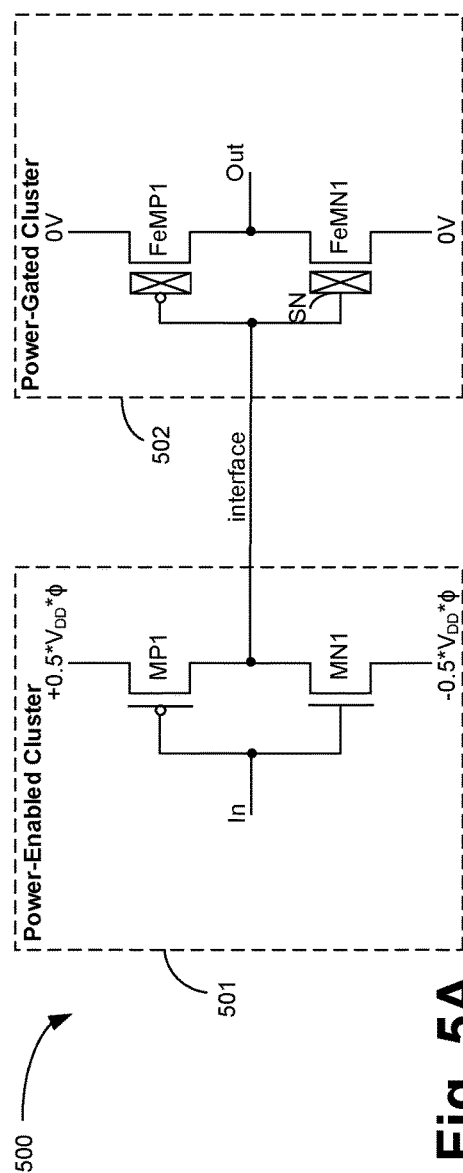 500
Fig. 5A
501
Power-Enabled Cluster
+0.5*V_DD*ϕ
MP1
In
MN1
-0.5*V_DD*ϕ
interface
502
Power-Gated Cluster
0V
FeMP1
Out
SN
FeMN1
0V